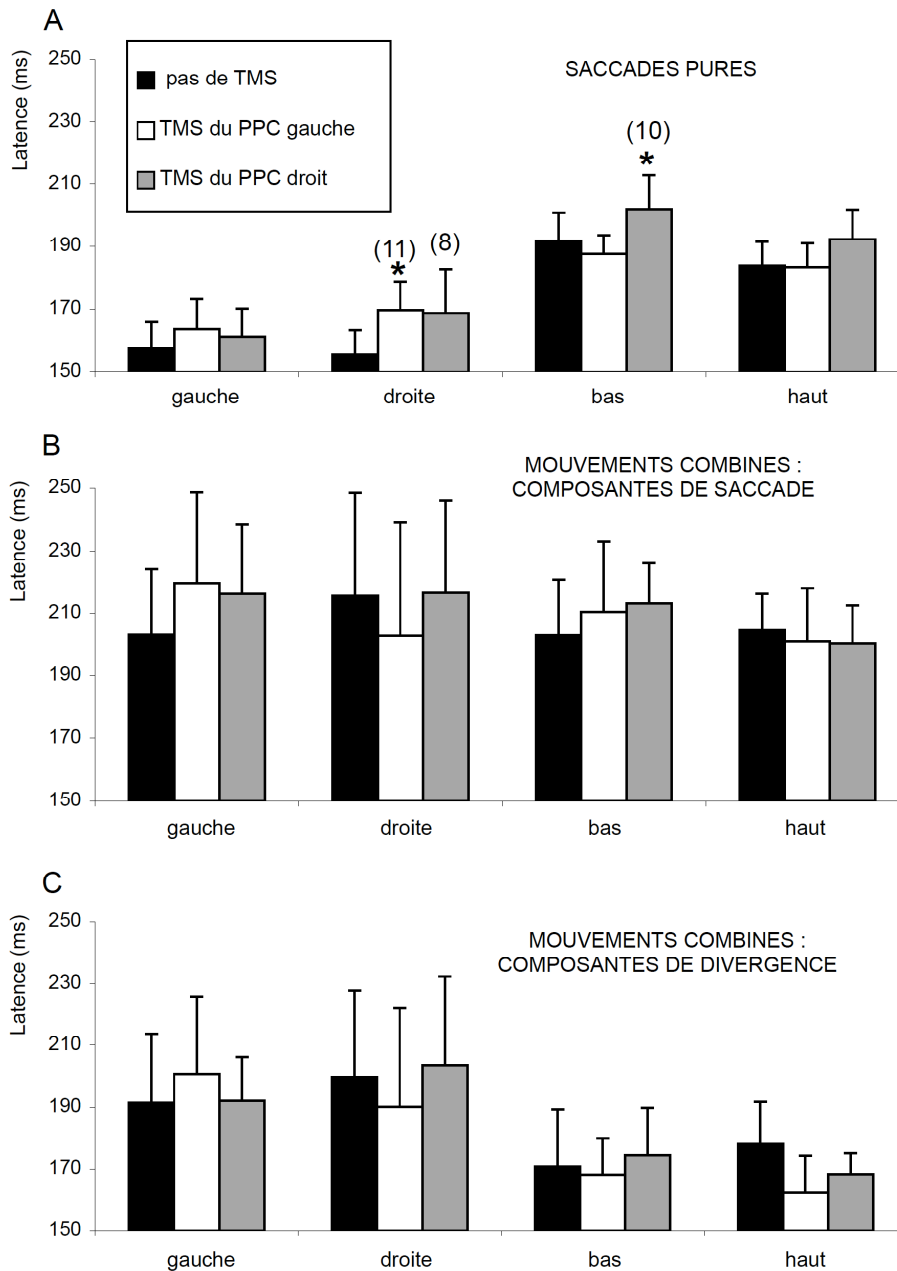 A
250
230
210
190
170
150
Latence (ms)
pas de TMS
TMS du PPC gauche
TMS du PPC droit
SACCADES PURES
(11)
*
(8)
(10)
*
gauche droite bas haut
B
250
230
210
190
170
150
Latence (ms)
MOUVEMENTS COMBINES :
COMPOSANTES DE SACCADE
gauche droite bas haut
C
250
230
210
190
170
150
Latence (ms)
MOUVEMENTS COMBINES :
COMPOSANTES DE DIVERGENCE
gauche droite bas haut